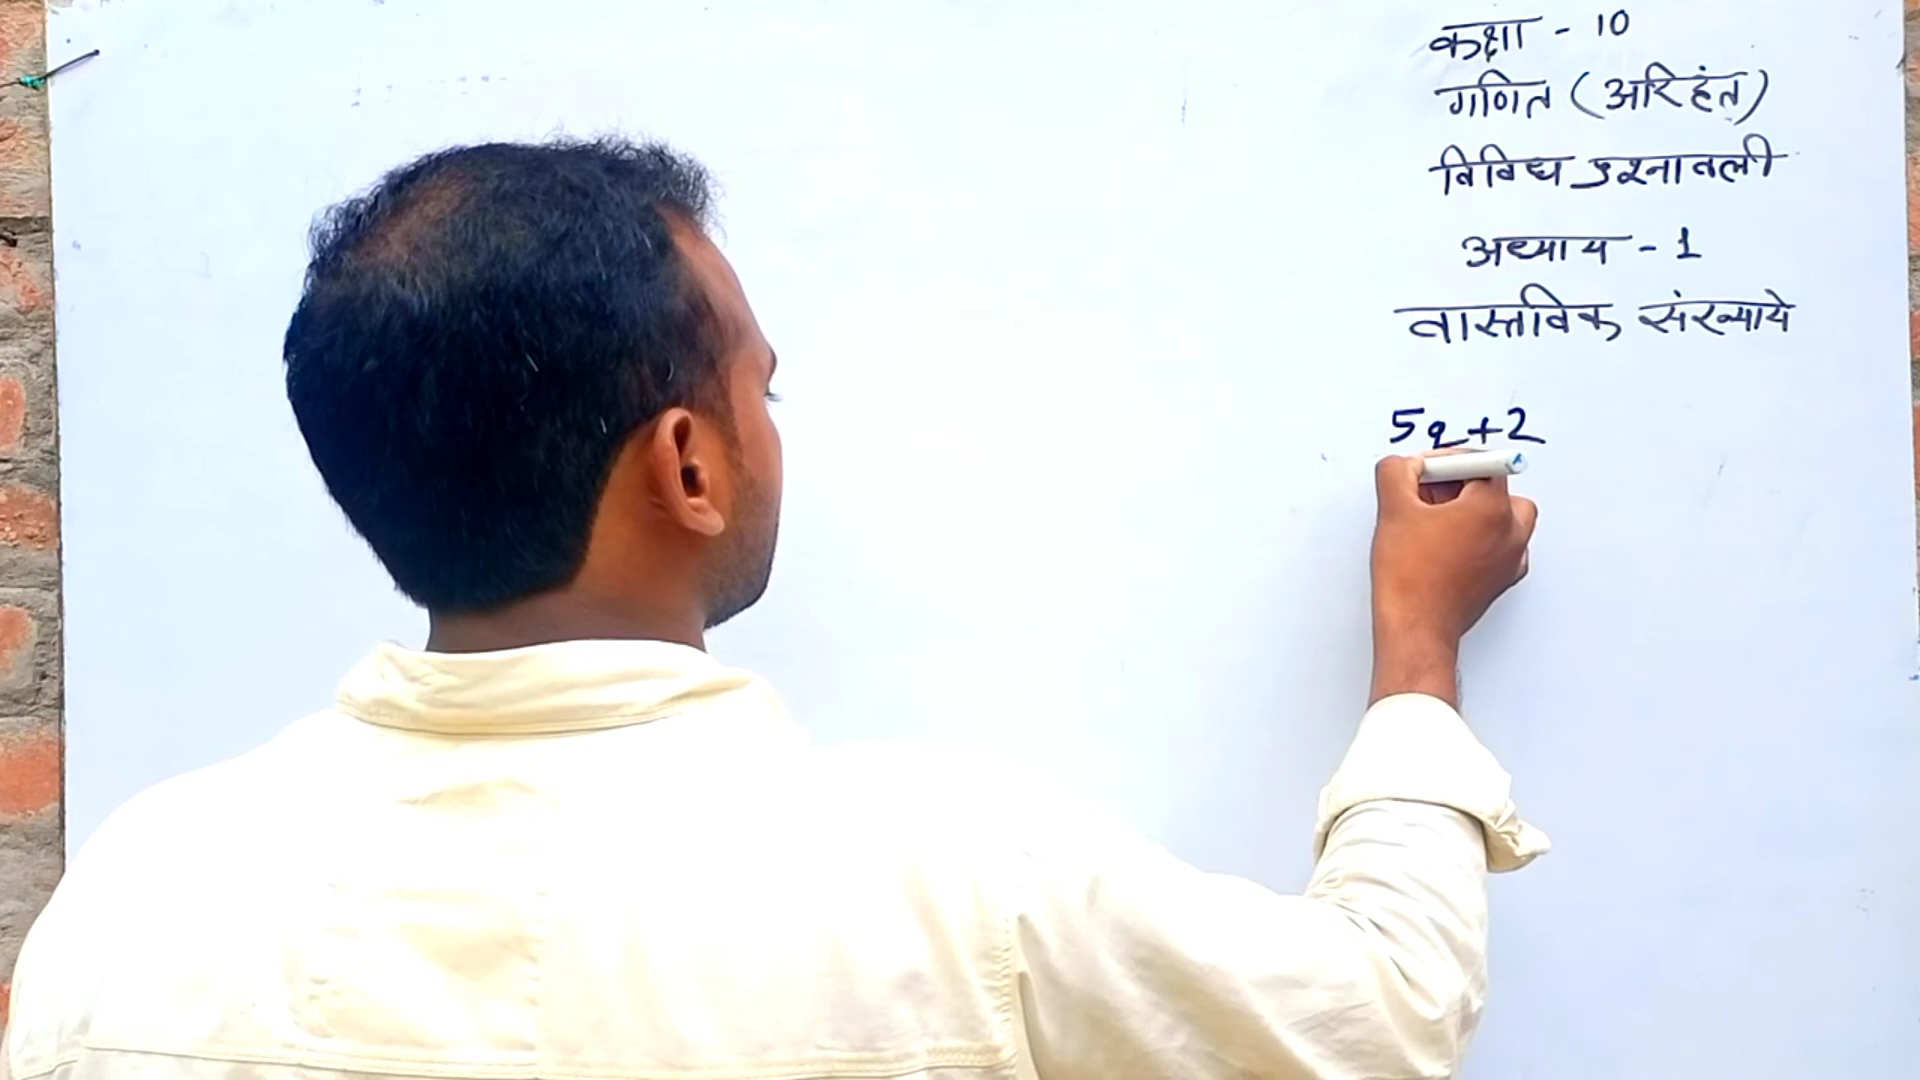 कक्षा - 10
गणित (अरिहंत)
विविध प्रश्नावली
अध्याय - 1
वास्तविक संख्याये
5q+2